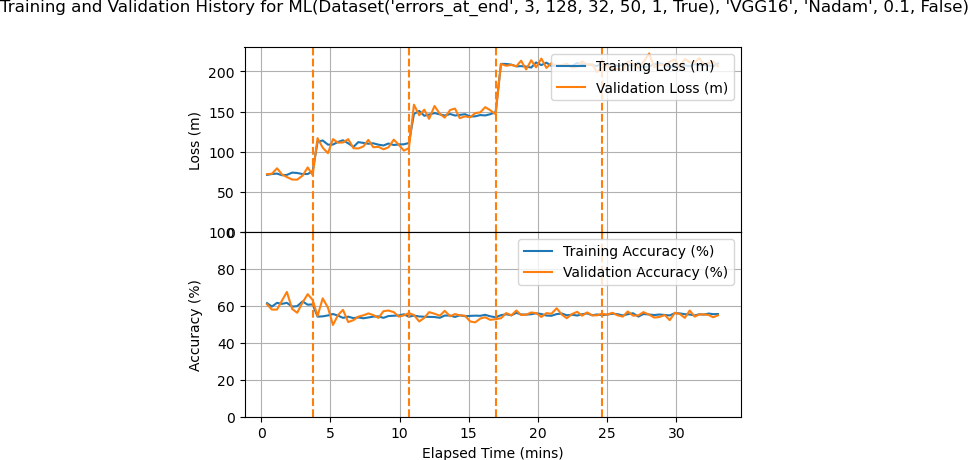 Training and Validation History for ML(Dataset('errors_at_end', 3, 128, 32, 50, 1, True), 'VGG16', 'Nadam', 0.1, False)
200
150
100
50
0
Loss (m)
Training Loss (m)
Validation Loss (m)
100
80
60
40
20
0
Accuracy (%)
Training Accuracy (%)
Validation Accuracy (%)
0 5 10 15 20 25 30
Elapsed Time (mins)